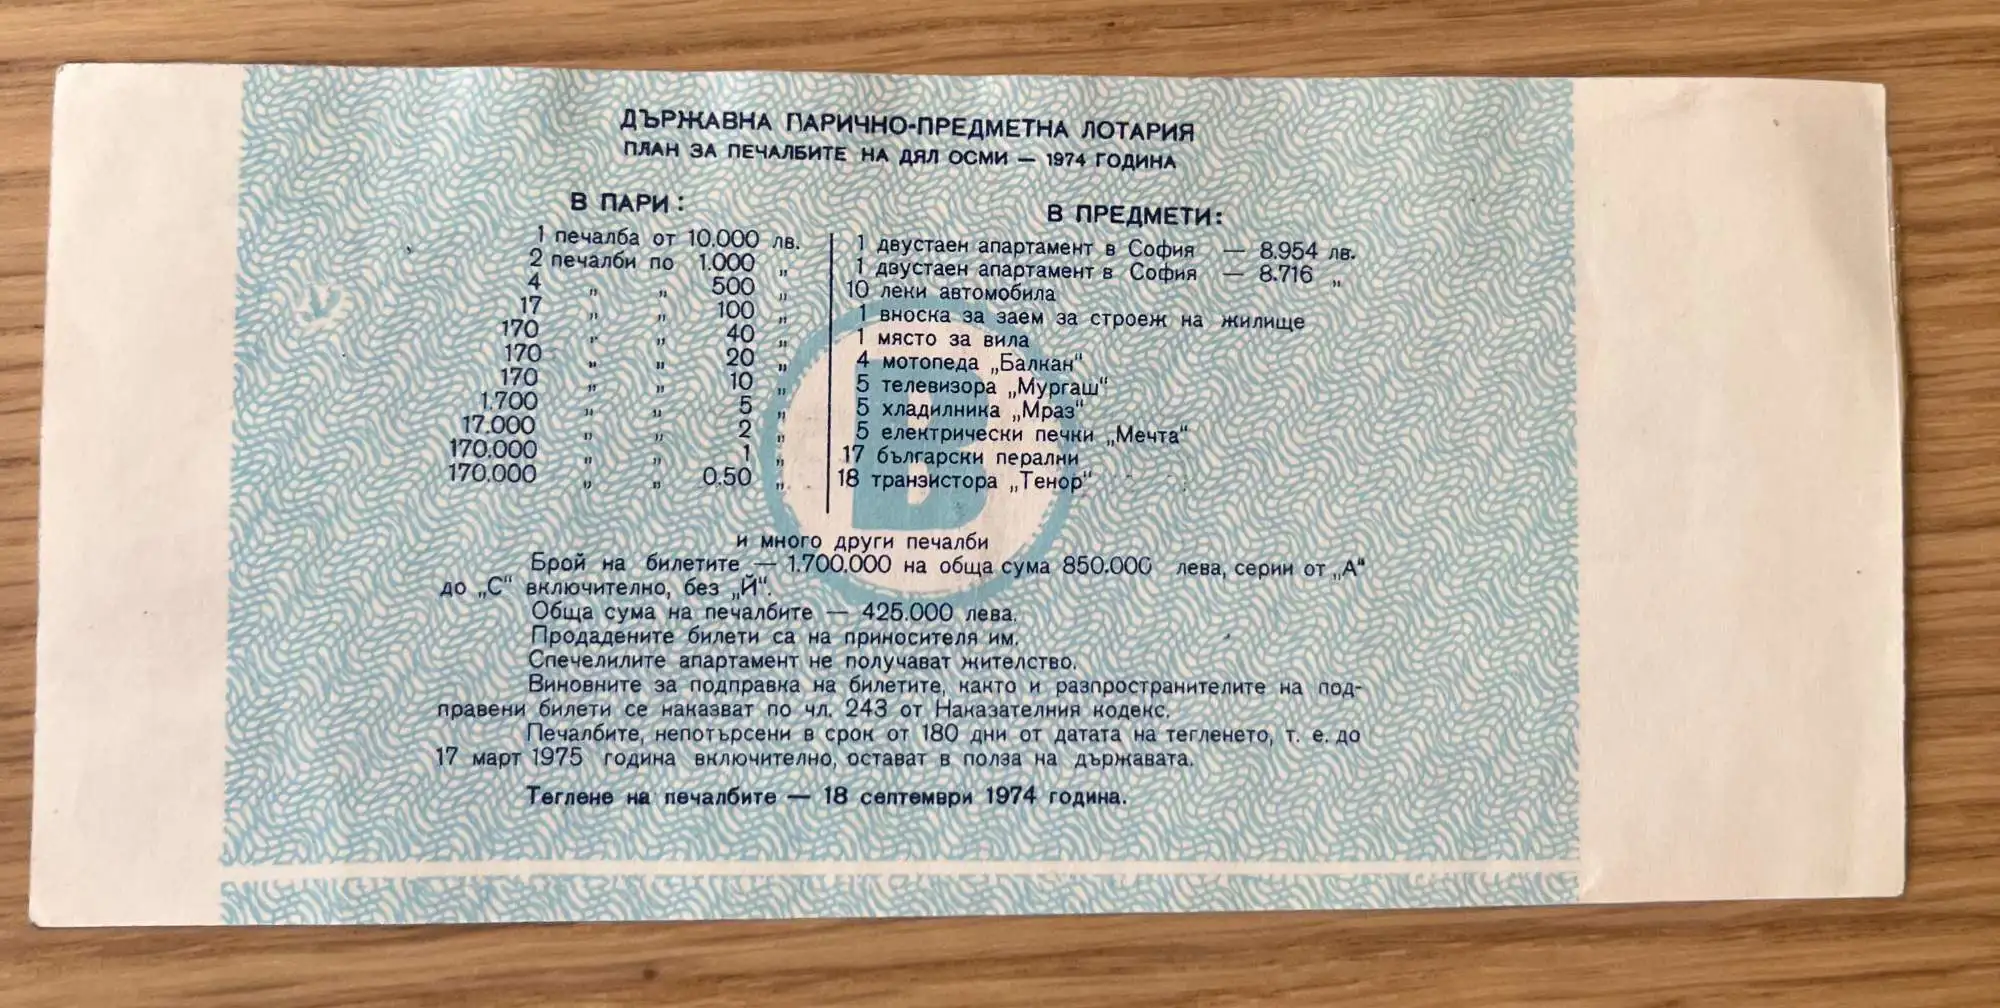 ДЪРЖАВНА ПАРИЧНО-ПРЕДМЕТНА ЛОТАРИЯ
ПЛАН ЗА ПЕЧАЛБИТЕ НА ДЯЛ ОСМИ — 1974 ГОДИНА
В ПАРИ :
1 печалба от 10.000 лв.
2 печалби по 1.000 „
4 „ „ 500 „
17 „ „ 100 „
170 „ „ 40 „
170 „ „ 20 „
170 „ „ 10 „
1.700 „ „ 5 „
17.000 „ „ 2 „
170.000 „ „ 1 „
170.000 „ „ 0.50 „
В ПРЕДМЕТИ:
1 двустаен апартамент в София — 8.954 лв.
1 двустаен апартамент в София — 8.716 „
10 леки автомобила
1 вноска за заем за строеж на жилище
1 място за вила
4 мотопеда „Балкан“
5 телевизора „Мургаш“
5 хладилника „Мраз“
5 електрически печки „Мечта“
17 български перални
18 транзистора „Тенор“
В
и много други печалби
Брой на билетите — 1.700.000 на обща сума 850.000 лева, серии от „А“
до „С“ включително, без „Й“.
Обща сума на печалбите — 425.000 лева.
Продадените билети са на приносителя им.
Спечелилите апартамент не получават жителство.
Виновните за подправка на билетите, както и разпространителите на под-
правени билети се наказват по чл. 243 от Наказателния кодекс.
Печалбите, непотърсени в срок от 180 дни от датата на тегленето, т. е. до
17 март 1975 година включително, остават в полза на държавата.
Теглене на печалбите — 18 септември 1974 година.